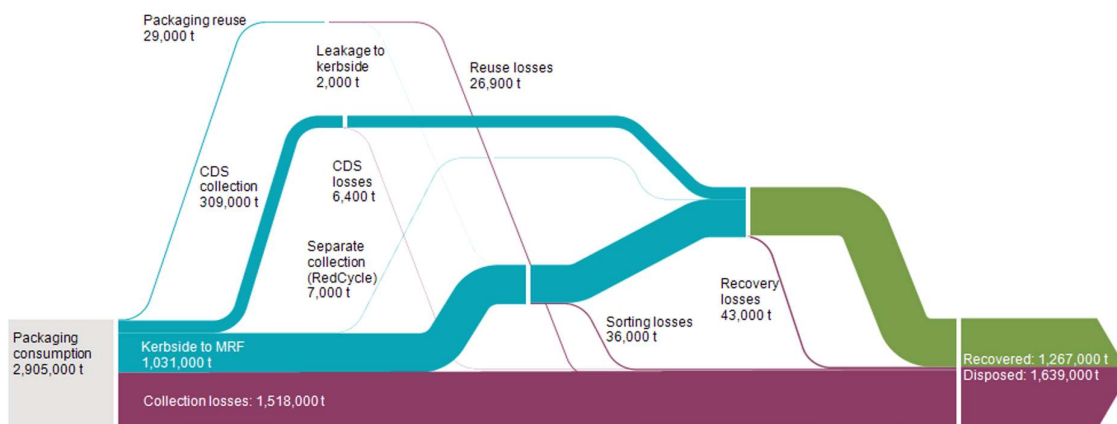 Packaging reuse
29,000 t
Leakage to
kerbside
2,000 t
Reuse losses
26,900 t
CDS
collection
309,000 t
CDS
losses
6,400 t
Separate
collection
(RedCycle)
7,000 t
Recovery
losses
43,000 t
Sorting losses
36,000 t
Packaging
consumption
2,905,000 t
Kerbside to MRF
1,031,000 t
Collection losses: 1,518,000 t
Recovered: 1,267,000 t
Disposed: 1,639,000 t